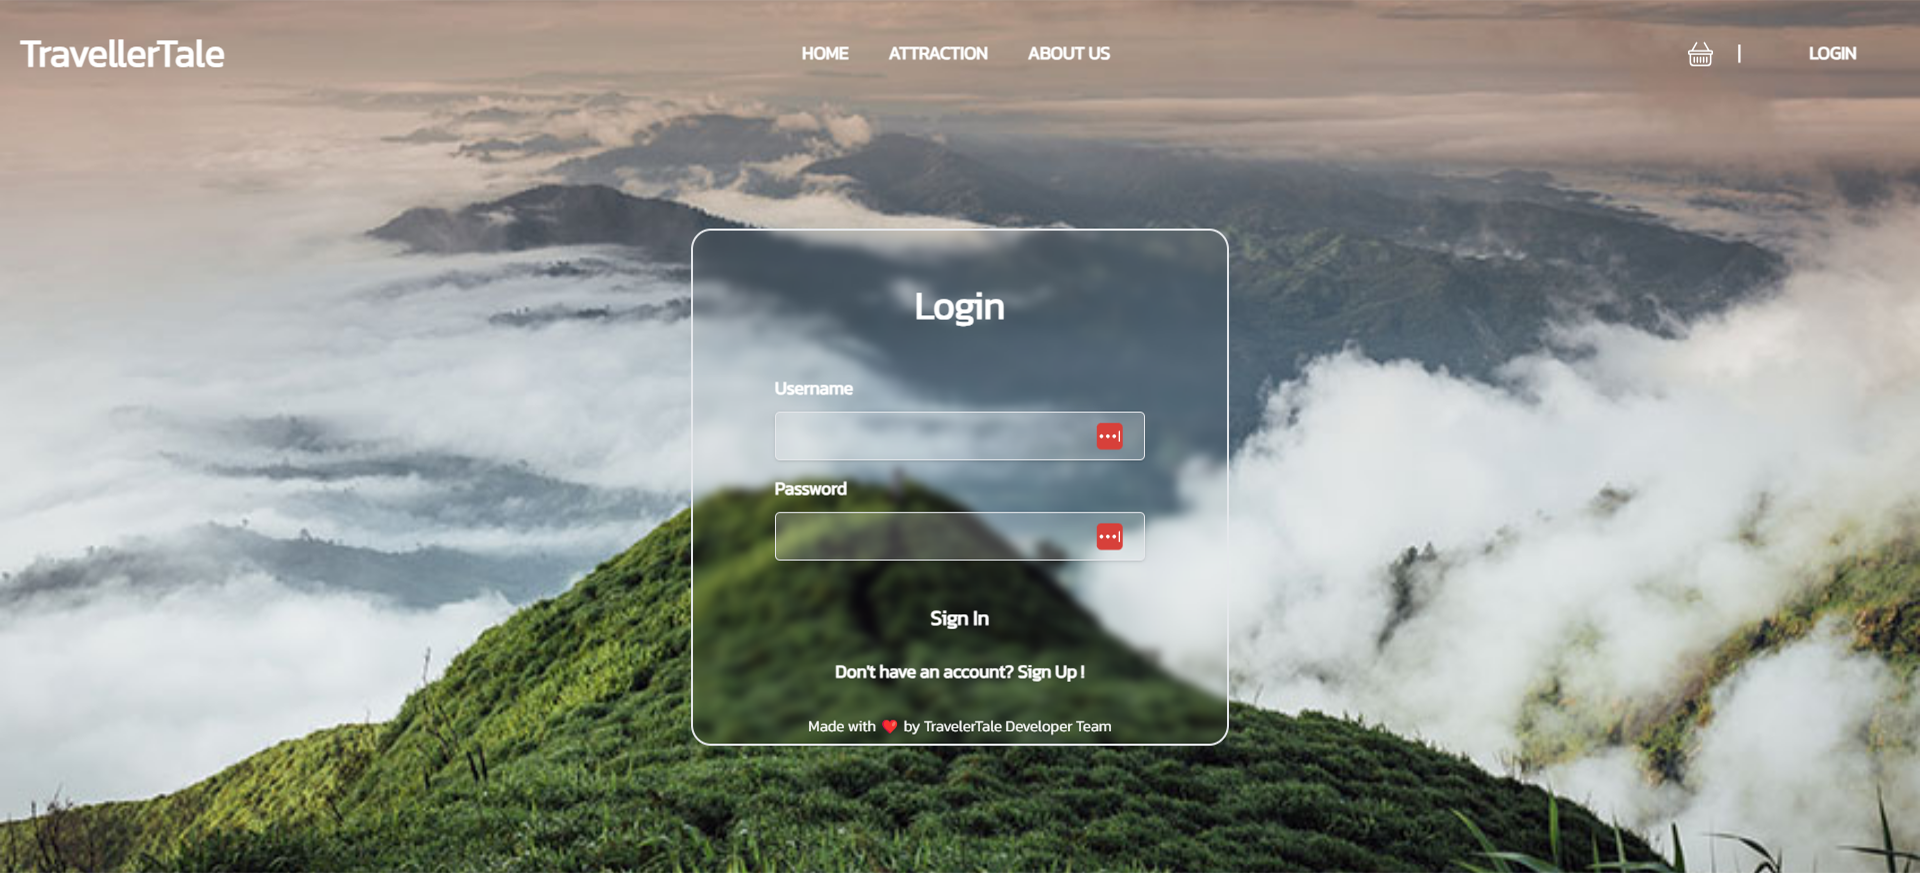 TravellerTale
HOME ATTRACTION ABOUT US | LOGIN
Login
Username
Password
Sign In
Don't have an account? Sign Up !
Made with ❤️ by TravelerTale Developer Team